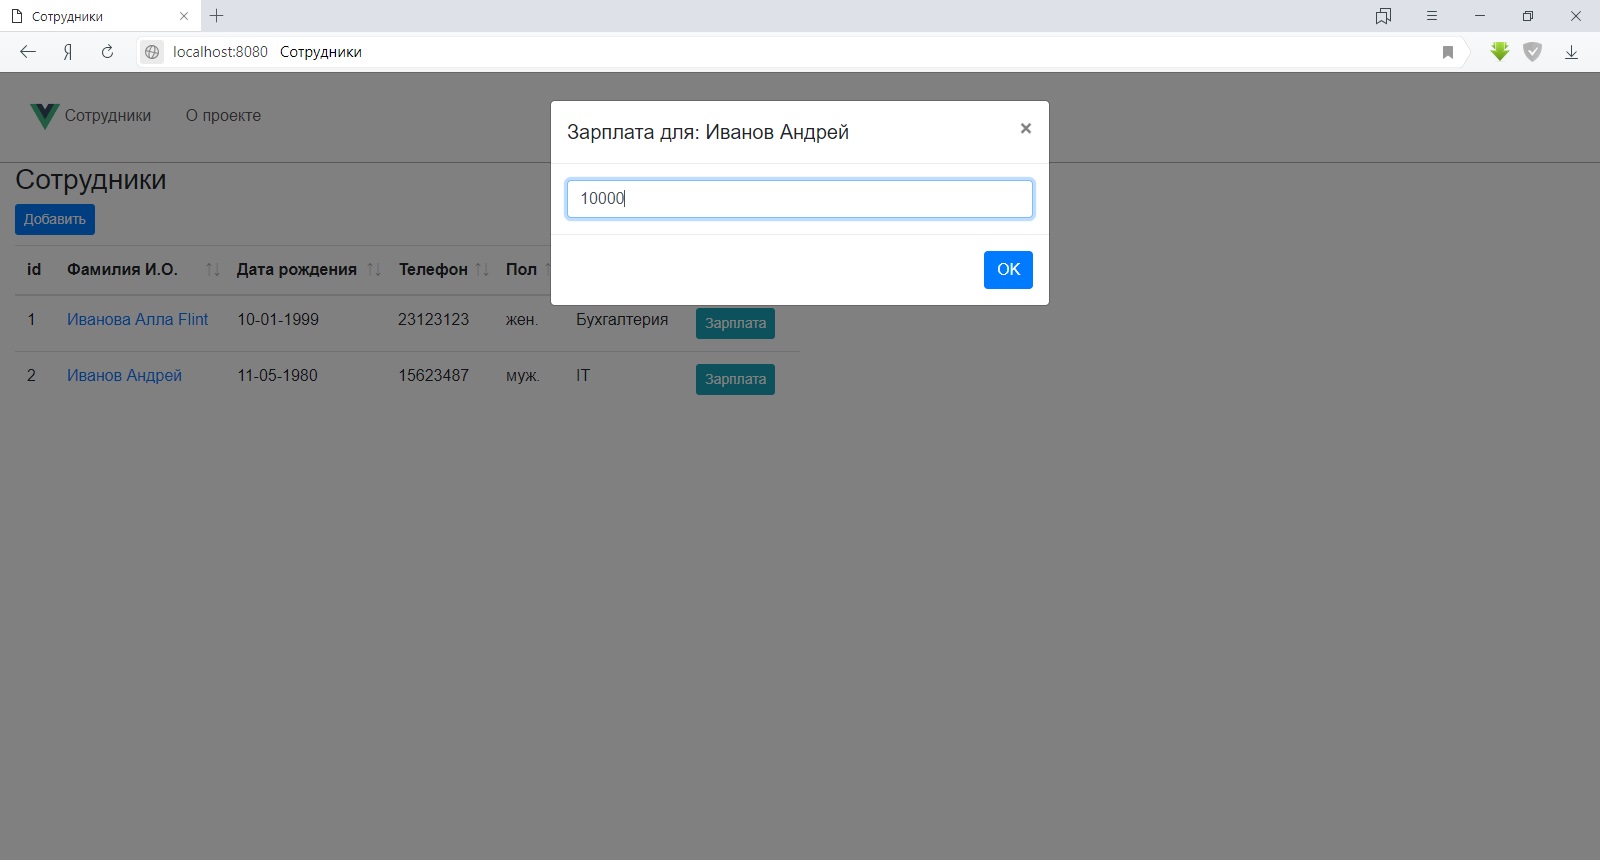 Сотрудники
Я localhost:8080 Сотрудники
Сотрудники О проекте
Зарплата для: Иванов Андрей ×
10000
OK
Сотрудники
Добавить
id Фамилия И.О. Дата рождения Телефон Пол
1 Иванова Алла Flint 10-01-1999 23123123 жен. Бухгалтерия Зарплата
2 Иванов Андрей 11-05-1980 15623487 муж. IT Зарплата